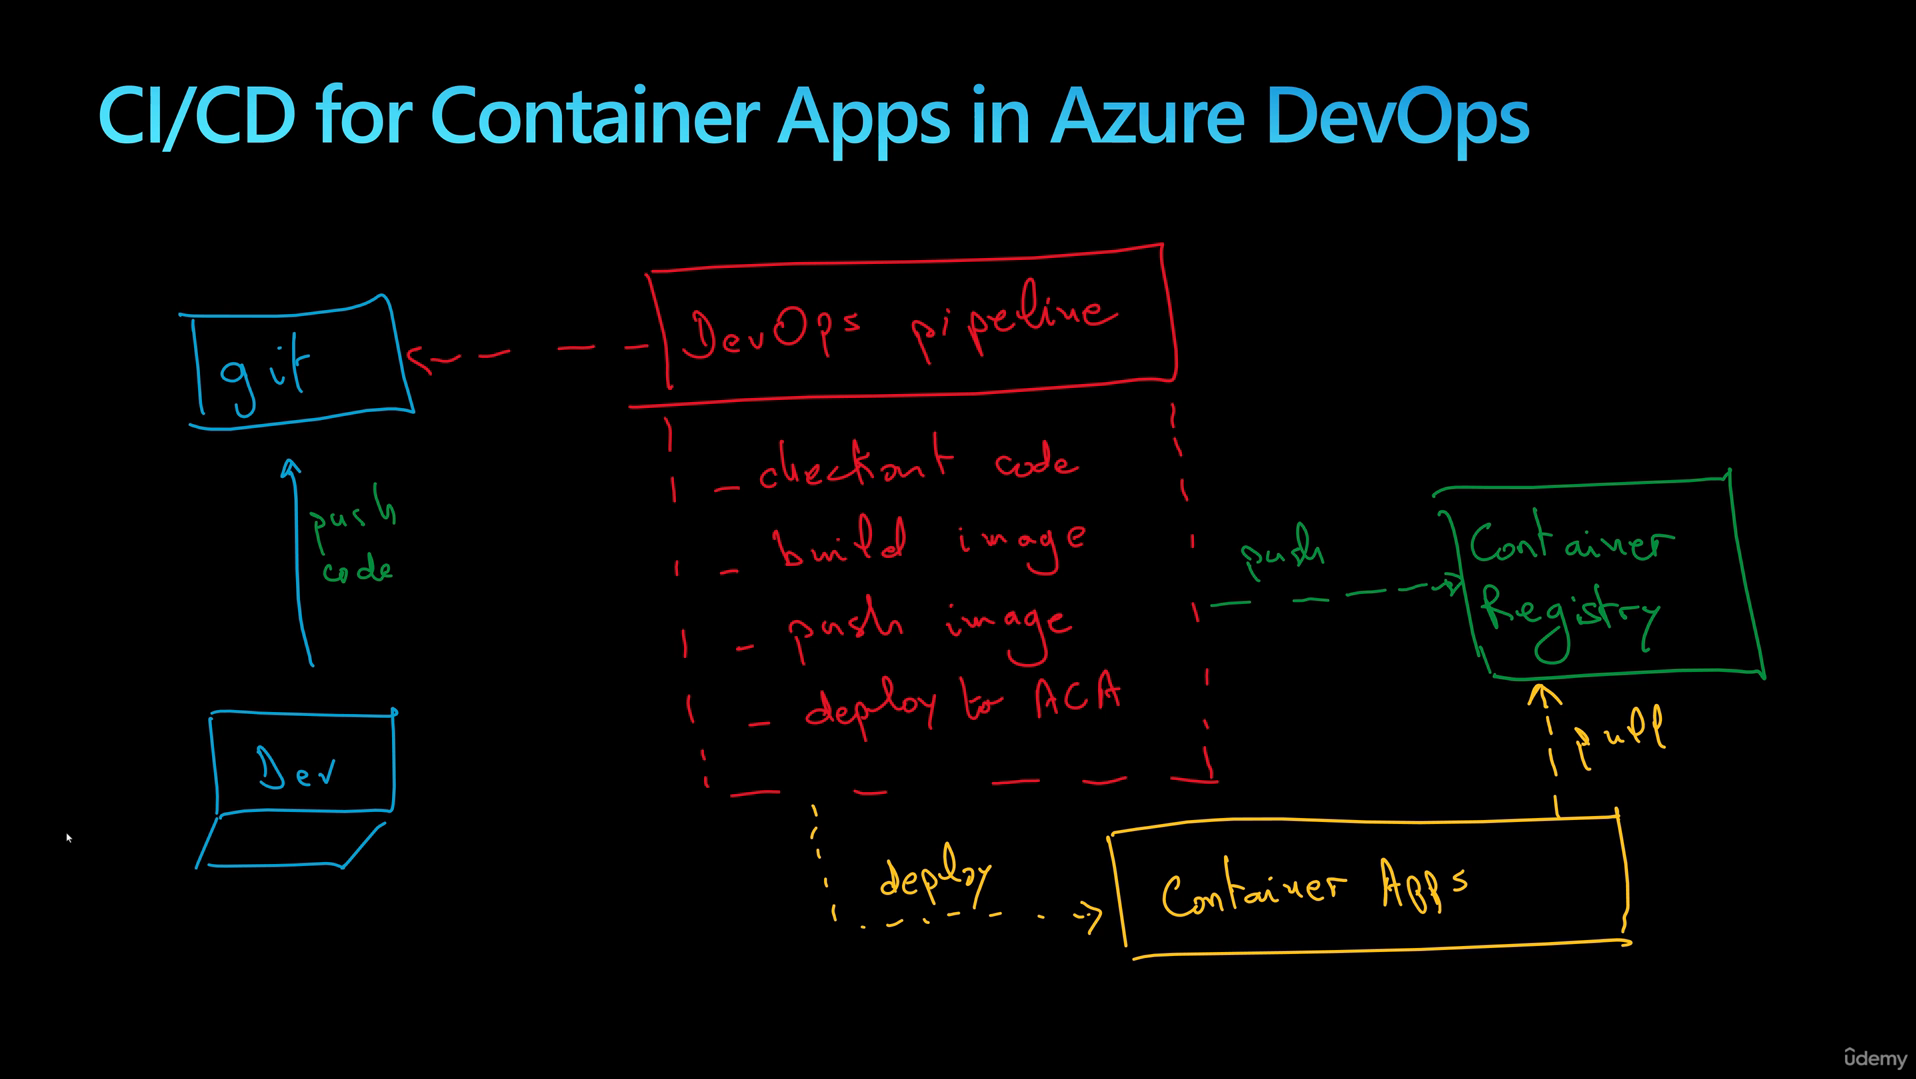 CI/CD for Container Apps in Azure DevOps
git
DevOps pipeline
- checkout code
- build image
- push image
- deploy to ACA
push
code
Dev
push
Container
Registry
pull
deploy
Container Apps
ûdemy